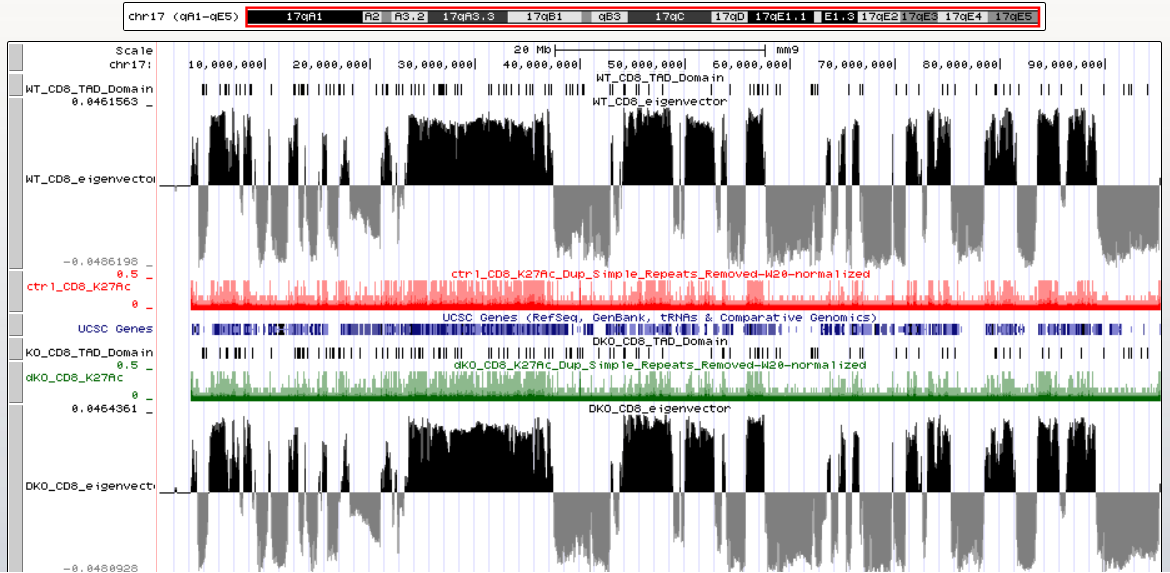 chr17 (qA1-qE5) 17qA1 A2 A3.2 17qA3.3 17qB1 qB3 17qC 17qD 17qE1.1 E1.3 17qE2 17qE3 17qE4 17qE5
Scale 20 Mb mm9
chr17: 10,000,000 20,000,000 30,000,000 40,000,000 50,000,000 60,000,000 70,000,000 80,000,000 90,000,000
WT_CD8_TAD_Domain
WT_CD8_TAD_Domain
0.0461563 _ WT_CD8_eigenvector
WT_CD8_eigenvector
-0.0486198 _
0.5 _ ctrl_CD8_K27Ac_Dup_Simple_Repeats_Removed-W20-normalized
ctrl_CD8_K27Ac
0 _
UCSC Genes (RefSeq, GenBank, tRNAs & Comparative Genomics)
UCSC Genes
DKO_CD8_TAD_Domain
KO_CD8_TAD_Domain
0.5 _ dKO_CD8_K27Ac_Dup_Simple_Repeats_Removed-W20-normalized
dKO_CD8_K27Ac
0 _
0.0464361 _ DKO_CD8_eigenvector
DKO_CD8_eigenvect
-0.0480928 _